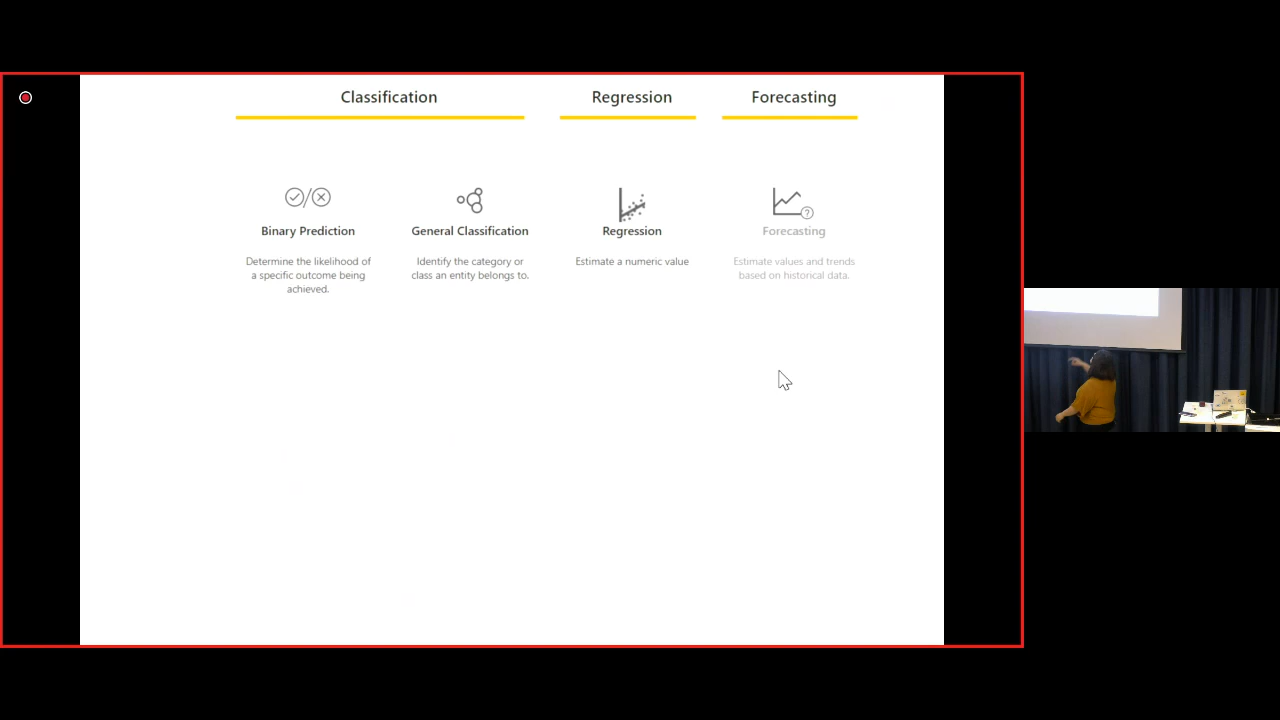 Classification
Regression
Forecasting
Binary Prediction
Determine the likelihood of
a specific outcome being
achieved.
General Classification
Identify the category or
class an entity belongs to.
Regression
Estimate a numeric value
Forecasting
Estimate values and trends
based on historical data.
?